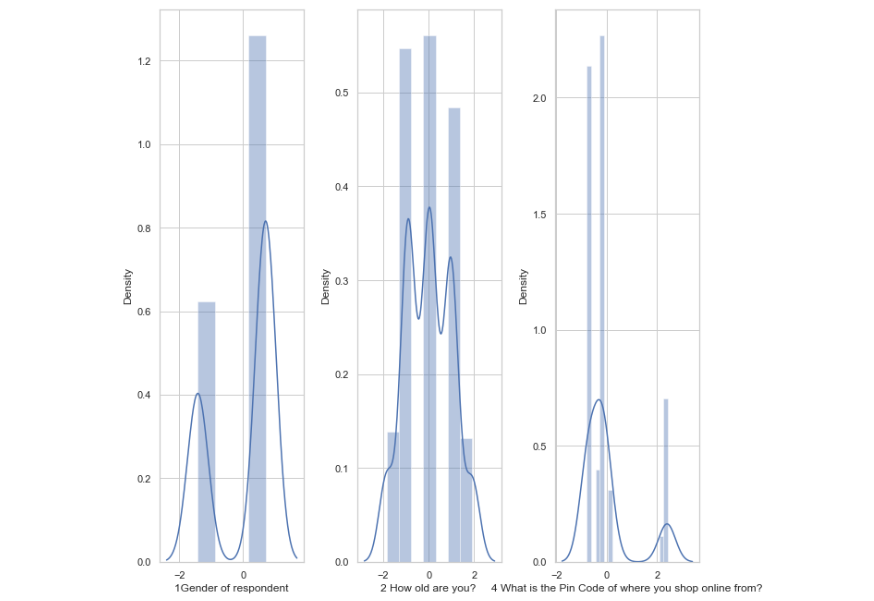 Density
1.2
1.0
0.8
0.6
0.4
0.2
0.0
−2 0
1Gender of respondent
Density
0.5
0.4
0.3
0.2
0.1
0.0
−2 0 2
2 How old are you?
Density
2.0
1.5
1.0
0.5
0.0
−2 0 2
4 What is the Pin Code of where you shop online from?